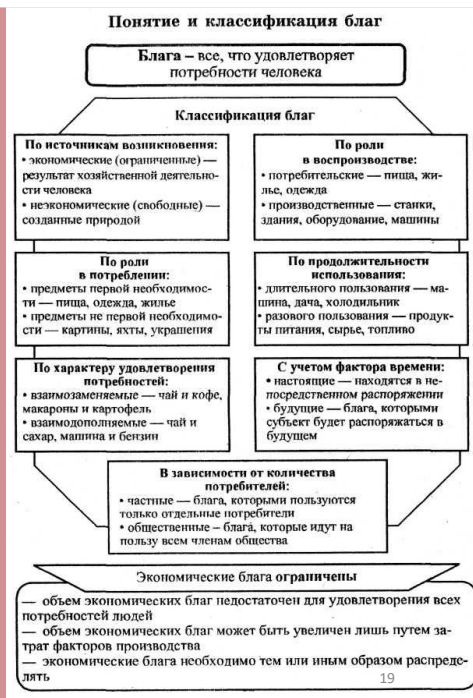 Понятие и классификация благ
Блага – все, что удовлетворяет
потребности человека
Классификация благ
По источникам возникновения:
• экономические (ограниченные) —
результат хозяйственной деятельно-
сти человека
• неэкономические (свободные) —
созданные природой
По роли
в воспроизводстве:
• потребительские — пища, жи-
лье, одежда
• производственные — станки,
здания, оборудование, машины
По роли
в потреблении:
• предметы первой необходимос-
ти — пища, одежда, жилье
• предметы не первой необходимо-
сти — картины, яхты, украшения
По продолжительности
использования:
• длительного пользования — ма-
шина, дача, холодильник
• разового пользования — продук-
ты питания, сырье, топливо
По характеру удовлетворения
потребностей:
• взаимозаменяемые — чай и кофе,
макароны и картофель
• взаимодополняемые — чай и
сахар, машина и бензин
С учетом фактора времени:
• настоящие — находятся в не-
посредственном распоряжении
• будущие — блага, которыми
субъект будет распоряжаться в
будущем
В зависимости от количества
потребителей:
• частные — блага, которыми пользуются
только отдельные потребители
• общественные – блага, которые идут на
пользу всем членам общества
Экономические блага ограничены
— объем экономических благ недостаточен для удовлетворения всех
потребностей людей
— объем экономических благ может быть увеличен лишь путем за-
трат факторов производства
— экономические блага необходимо тем или иным образом распреде-
лять
19